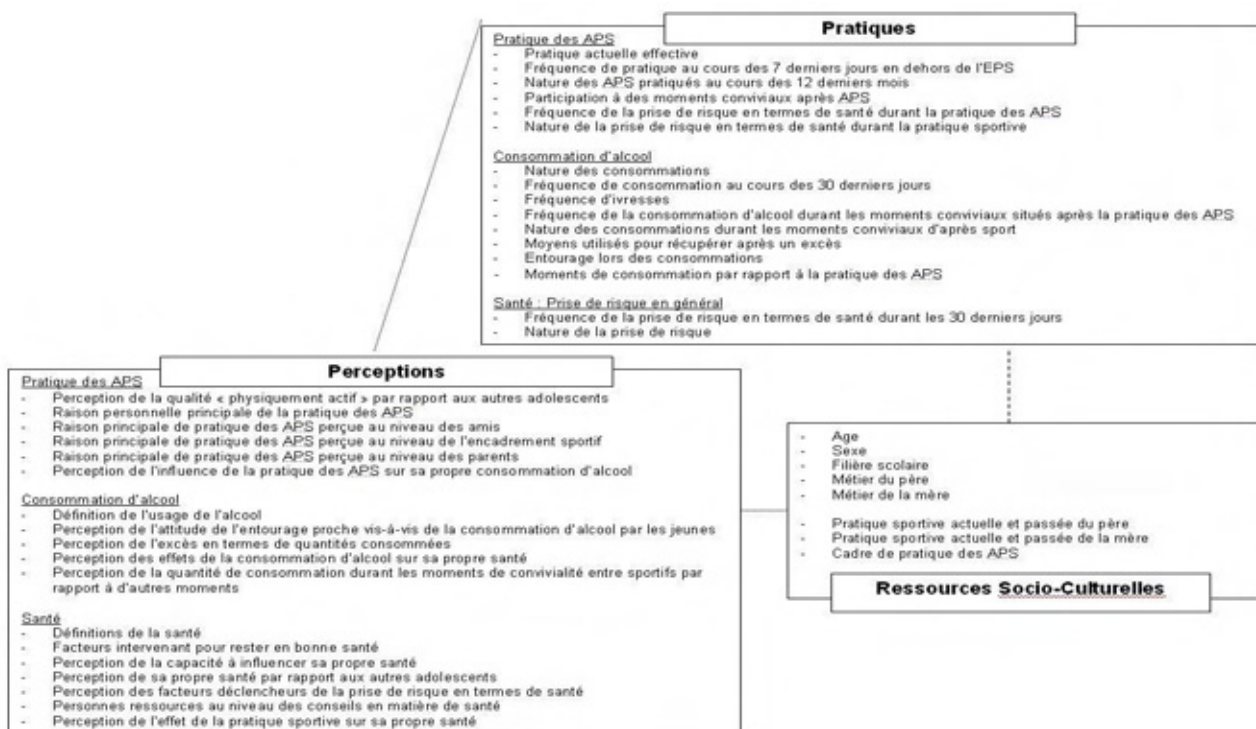 Pratiques
Pratique des APS
- Pratique actuelle effective
- Fréquence de pratique au cours des 7 derniers jours en dehors de l'EPS
- Nature des APS pratiqués au cours des 12 derniers mois
- Participation à des moments conviviaux après APS
- Fréquence de la prise de risque en termes de santé durant la pratique des APS
- Nature de la prise de risque en termes de santé durant la pratique sportive
Consommation d'alcool
- Nature des consommations
- Fréquence de consommation au cours des 30 derniers jours
- Fréquence d'ivresses
- Fréquence de la consommation d'alcool durant les moments conviviaux situés après la pratique des APS
- Nature des consommations durant les moments conviviaux d'après sport
- Moyens utilisés pour récupérer après un excès
- Entourage lors des consommations
- Moments de consommation par rapport à la pratique des APS
Santé : Prise de risque en général
- Fréquence de la prise de risque en termes de santé durant les 30 derniers jours
- Nature de la prise de risque
Perceptions
Pratique des APS
- Perception de la qualité « physiquement actif » par rapport aux autres adolescents
- Raison personnelle principale de la pratique des APS
- Raison principale de pratique des APS perçue au niveau des amis
- Raison principale de pratique des APS perçue au niveau de l'encadrement sportif
- Raison principale de pratique des APS perçue au niveau des parents
- Perception de l'influence de la pratique des APS sur sa propre consommation d'alcool
Consommation d'alcool
- Définition de l'usage de l'alcool
- Perception de l'attitude de l'entourage proche vis-à-vis de la consommation d'alcool par les jeunes
- Perception de l'excès en termes de quantités consommées
- Perception des effets de la consommation d'alcool sur sa propre santé
- Perception de la quantité de consommation durant les moments de convivialité entre sportifs par
rapport à d'autres moments
Santé
- Définitions de la santé
- Facteurs intervenant pour rester en bonne santé
- Perception de la capacité à influencer sa propre santé
- Perception de sa propre santé par rapport aux autres adolescents
- Perception des facteurs déclencheurs de la prise de risque en termes de santé
- Personnes ressources au niveau des conseils en matière de santé
- Perception de l'effet de la pratique sportive sur sa propre santé
- Age
- Sexe
- Filière scolaire
- Métier du père
- Métier de la mère
- Pratique sportive actuelle et passée du père
- Pratique sportive actuelle et passée de la mère
- Cadre de pratique des APS
Ressources Socio-Culturelles